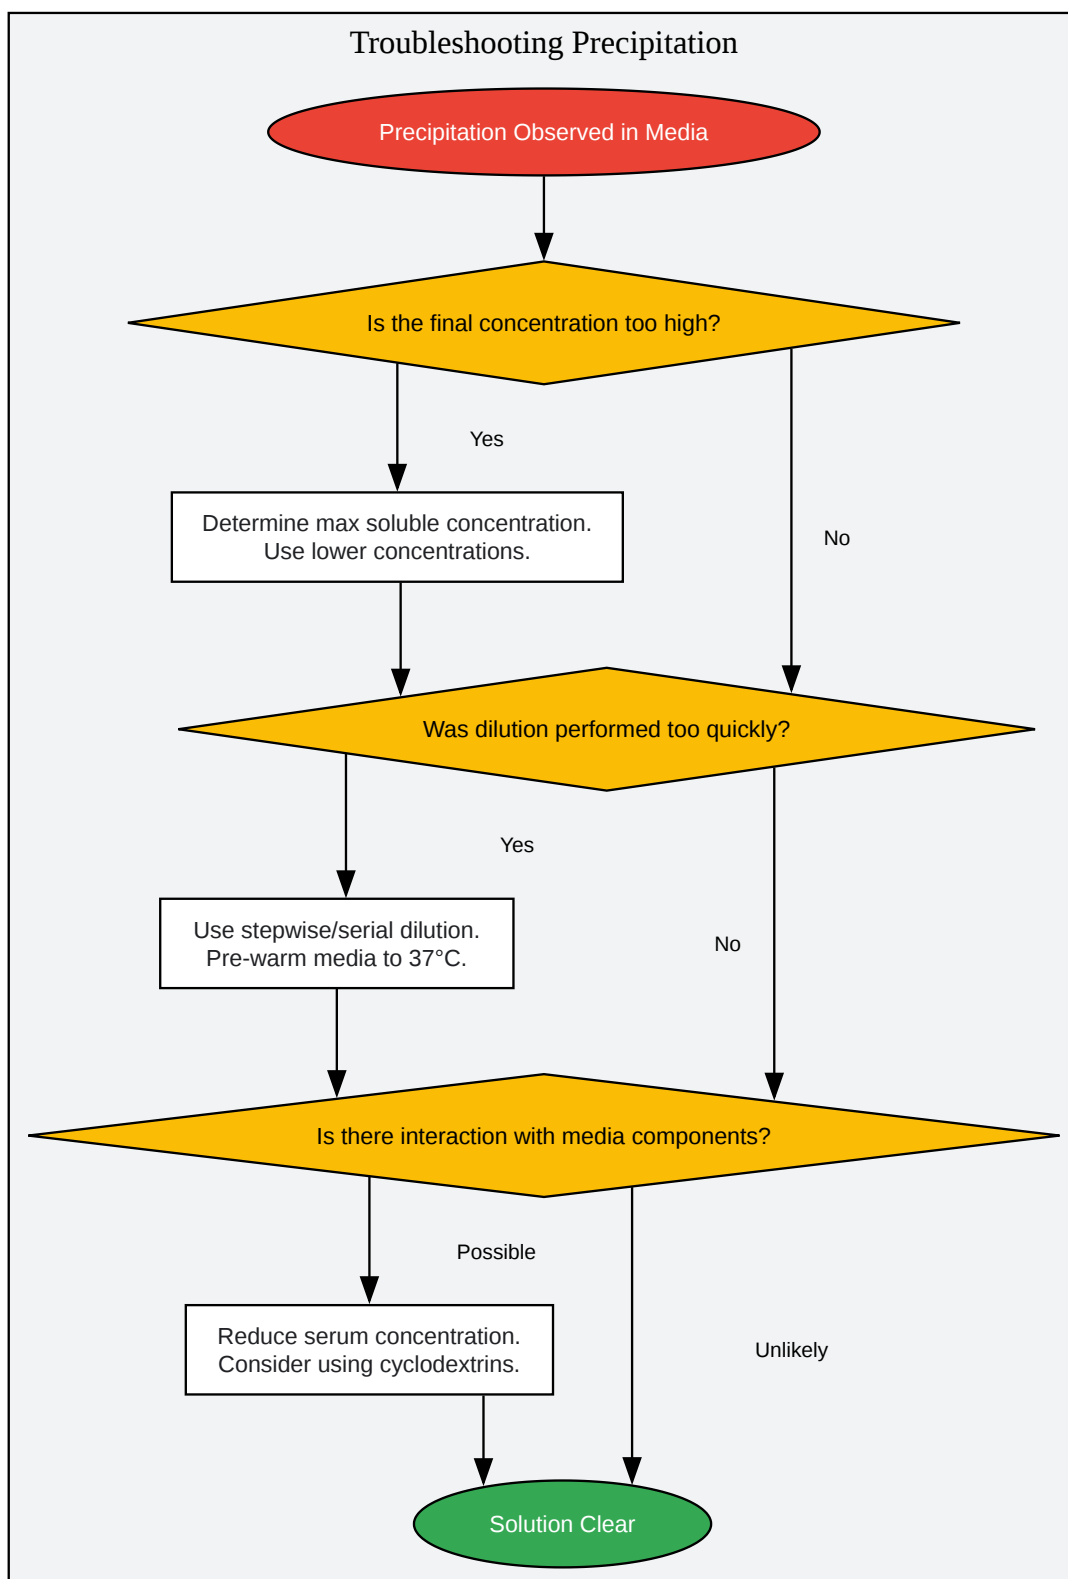 Troubleshooting Precipitation
Precipitation Observed in Media
Is the final concentration too high?
Yes
Determine max soluble concentration.
Use lower concentrations.
No
Was dilution performed too quickly?
Yes
Use stepwise/serial dilution.
Pre-warm media to 37°C.
No
Is there interaction with media components?
Possible
Reduce serum concentration.
Consider using cyclodextrins.
Unlikely
Solution Clear